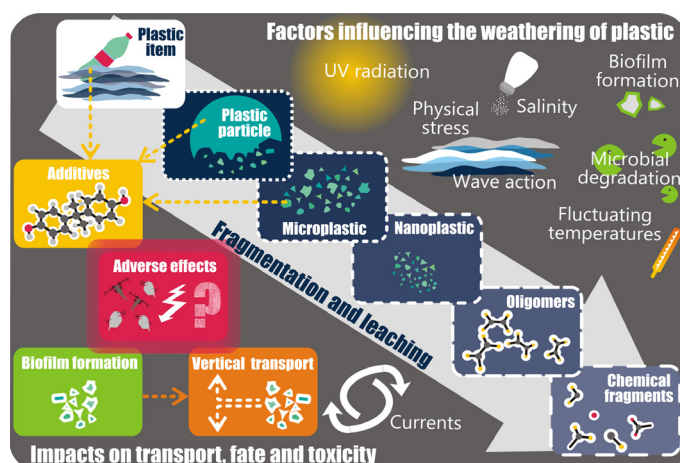 Factors influencing the weathering of plastic
Plastic
item
UV radiation
Salinity
Biofilm
formation
Physical
stress
Wave action
Microbial
degradation
Fluctuating
temperatures
Plastic
particle
Additives
Microplastic
Nanoplastic
Oligomers
Chemical
fragments
Fragmentation and leaching
Adverse effects
?
Biofilm formation
Vertical transport
Currents
Impacts on transport, fate and toxicity